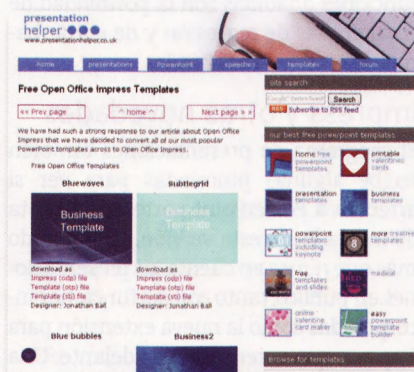 presentation
helper
www.presentationhelper.co.uk
home presentations PowerPoint speeches templates forum
Free Open Office Impress Templates
<< Prev page ^ home ^ Next page >>
We have had such a strong response to our article about Open Office
Impress that we have decided to convert all of our most popular
PowerPoint templates across to Open Office Impress.
Free Open Office Templates
Bluewaves
Business
Template
download as
Impress (odp) file
Template (otp) file
Template (sti) file
Designer: Jonathan Ball
subtlegrid
Business
Template
download as
Impress (odp) file
Template (otp) file
Template (sti) file
Designer: Jonathan Ball
Blue bubbles
Business2
site search
Search
RSS Subscribe to RSS feed
our best free powerpoint templates
home free
powerpoint
templates
printable
valentines
cards
presentation
templates
business
templates
powerpoint
templates
including
keynote
more creative
templates
free
templates
and slides
medical
online
valentine
card maker
easy
powerpoint
template
builder
browse for templates